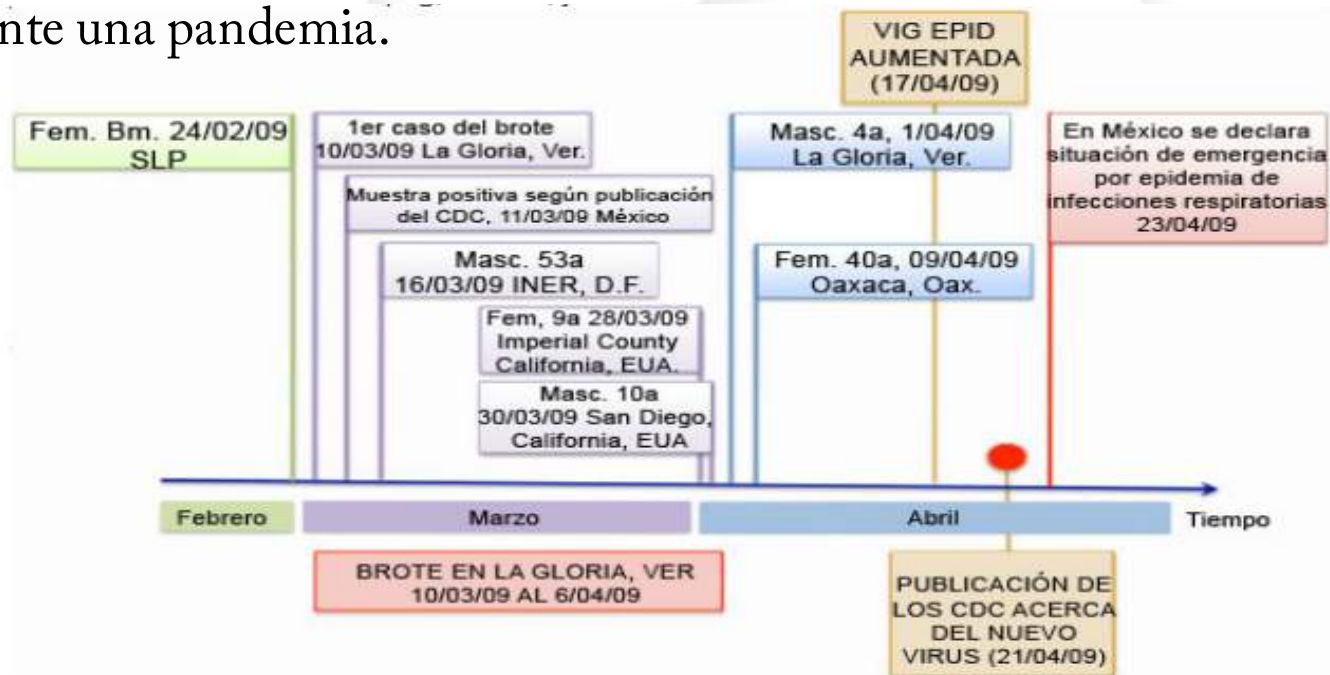 nte una pandemia.
VIG EPID
AUMENTADA
(17/04/09)
Fem. Bm. 24/02/09
SLP
1er caso del brote
10/03/09 La Gloria, Ver.
Muestra positiva según publicación
del CDC, 11/03/09 México
Masc. 53a
16/03/09 INER, D.F.
Fem, 9a 28/03/09
Imperial County
California, EUA.
Masc. 10a
30/03/09 San Diego,
California, EUA
Masc. 4a, 1/04/09
La Gloria, Ver.
Fem. 40a, 09/04/09
Oaxaca, Oax.
En México se declara
situación de emergencia
por epidemia de
infecciones respiratorias
23/04/09
Febrero
Marzo
Abril
Tiempo
BROTE EN LA GLORIA, VER
10/03/09 AL 6/04/09
PUBLICACIÓN DE
LOS CDC ACERCA
DEL NUEVO
VIRUS (21/04/09)